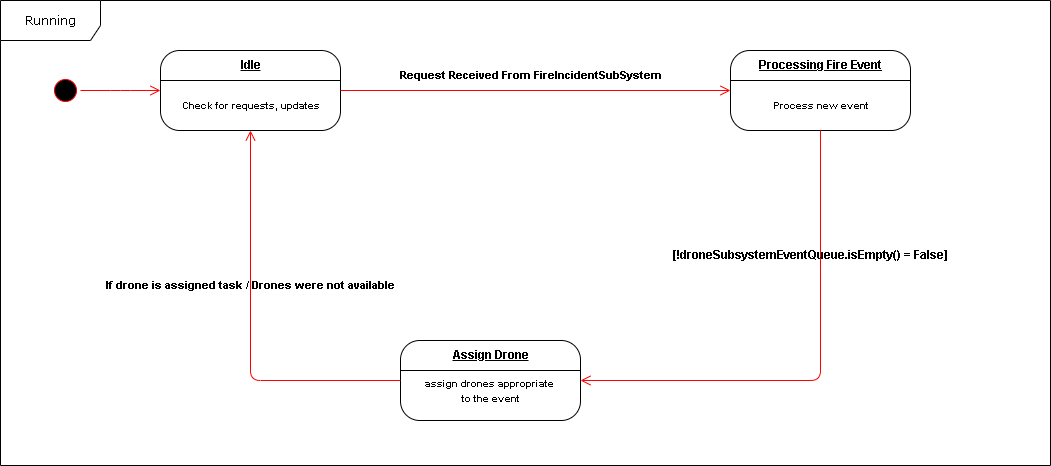 Running
Idle
Check for requests, updates
Request Received From FireIncidentSubSystem
Processing Fire Event
Process new event
[!droneSubsystemEventQueue.isEmpty() = False]
If drone is assigned task / Drones were not available
Assign Drone
assign drones appropriate
to the event